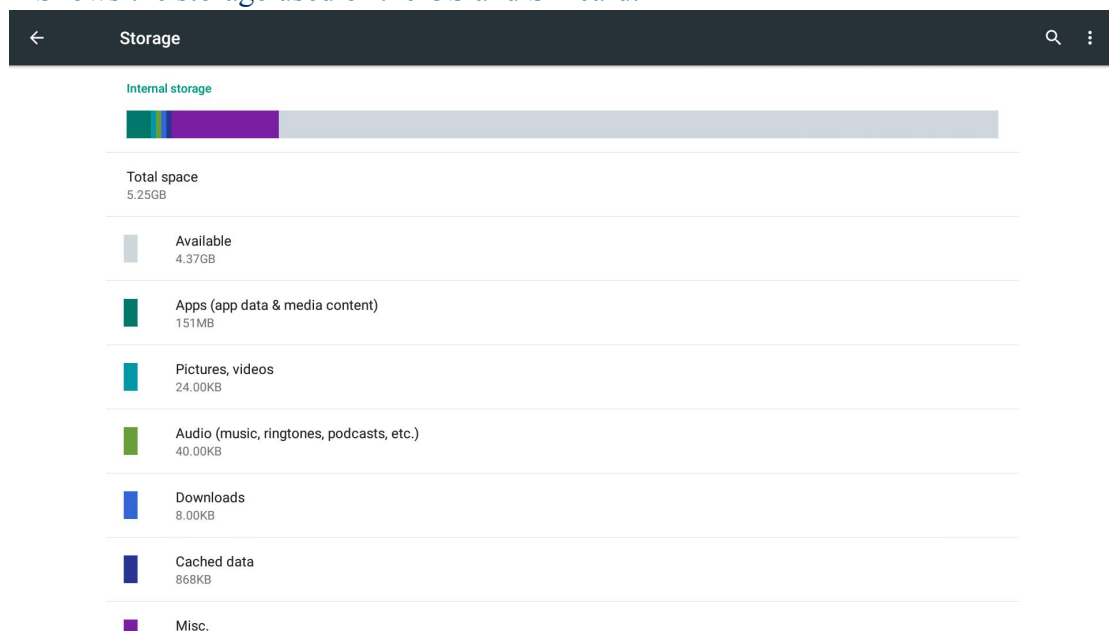 Storage
Internal storage
Total space
5.25GB
Available
4.37GB
Apps (app data & media content)
151MB
Pictures, videos
24.00KB
Audio (music, ringtones, podcasts, etc.)
40.00KB
Downloads
8.00KB
Cached data
868KB
Misc.